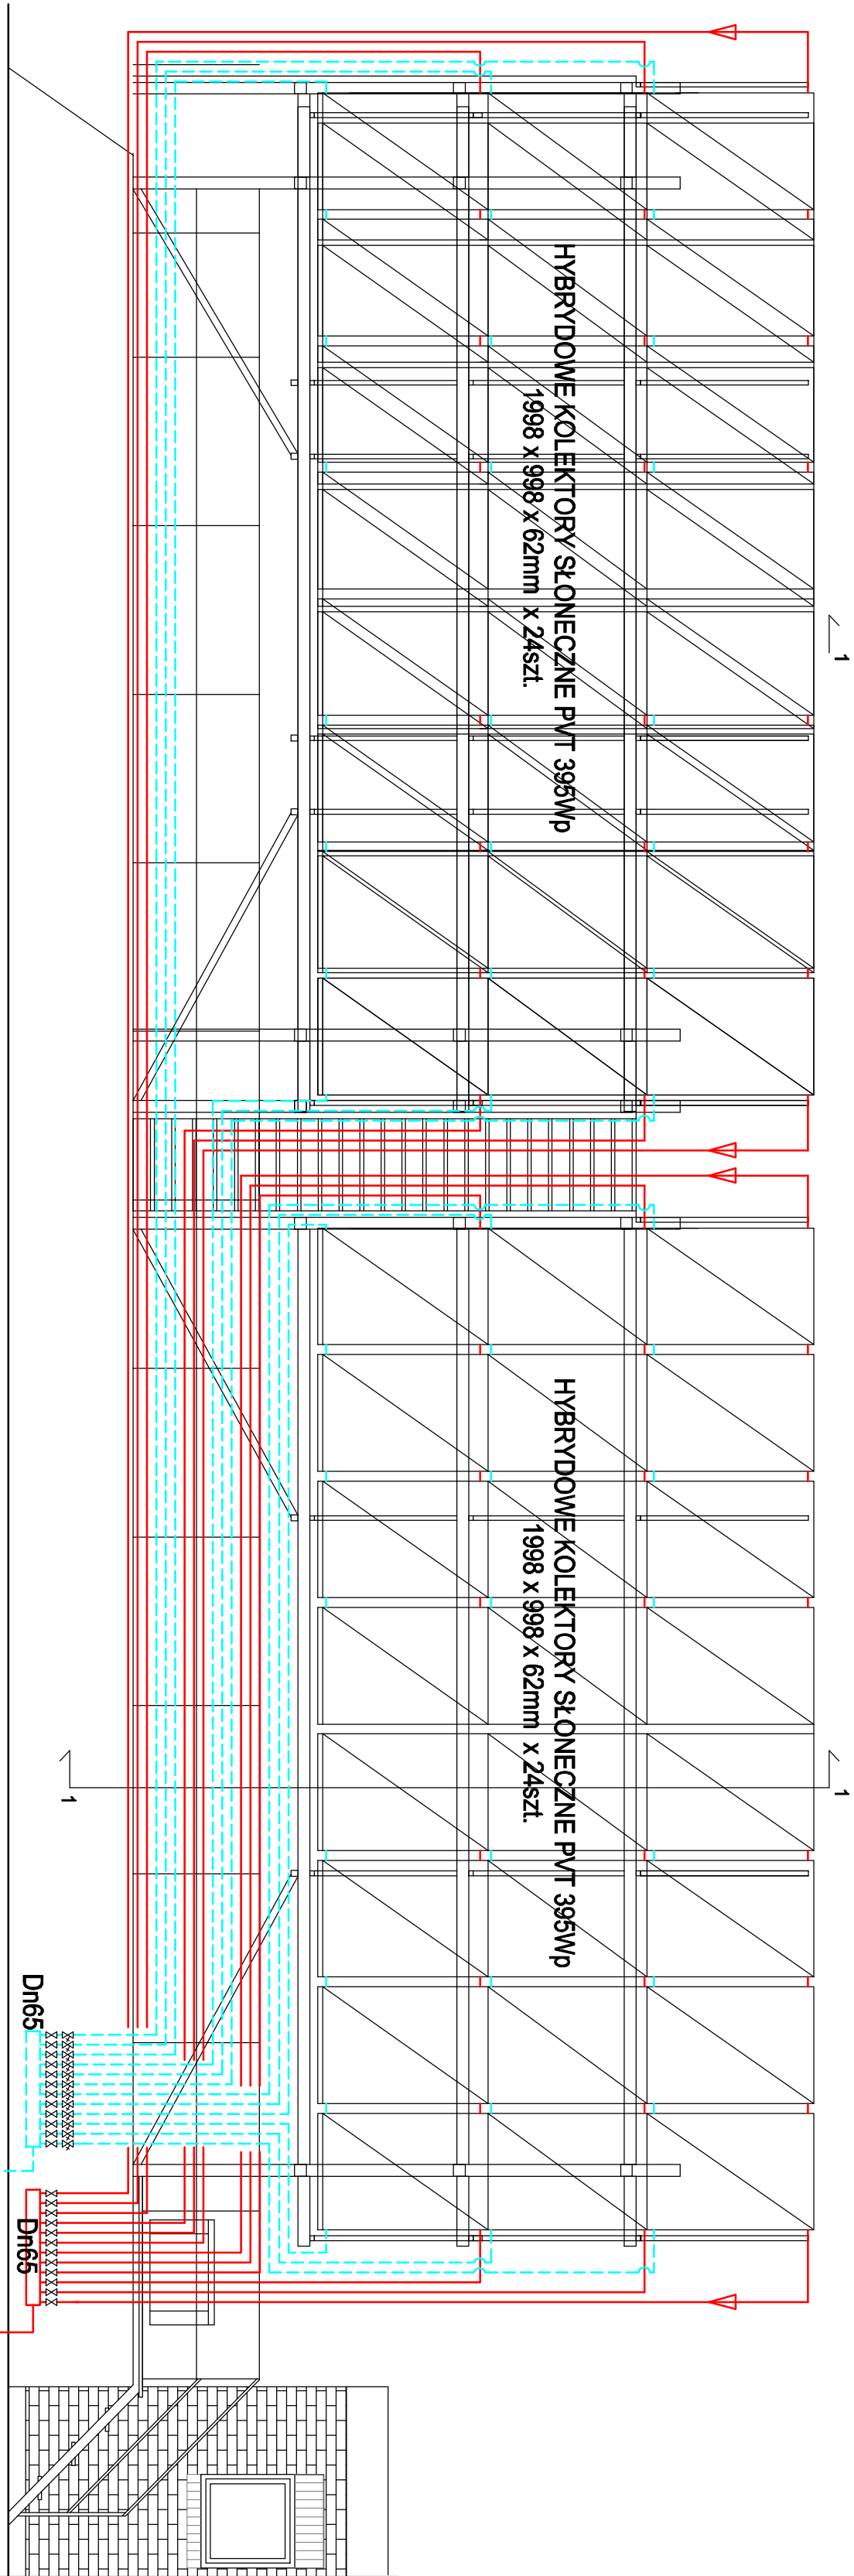 HYBRYDOWE KOLEKTORY SŁONECZNE PVT 395Wp
1998 x 998 x 62mm x 24szt.
1
HYBRYDOWE KOLEKTORY SŁONECZNE PVT 395Wp
1998 x 998 x 62mm x 24szt.
1
1
Dn65
Dn65